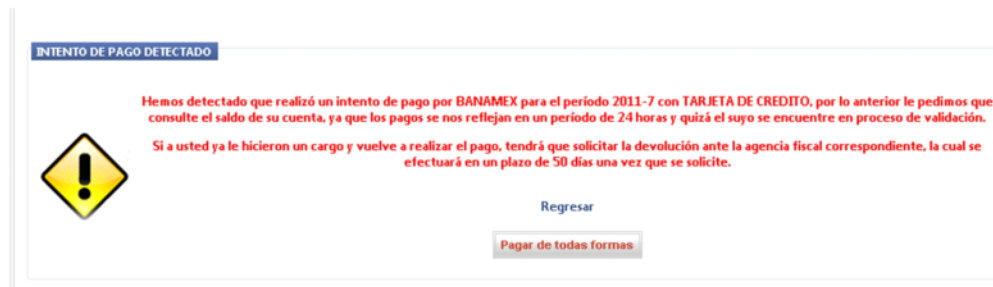 INTENTO DE PAGO DETECTADO
Hemos detectado que realizó un intento de pago por BANAMEX para el período 2011-7 con TARJETA DE CREDITO, por lo anterior le pedimos que
consulte el saldo de su cuenta, ya que los pagos se nos reflejan en un período de 24 horas y quizá el suyo se encuentre en proceso de validación.
Si a usted ya le hicieron un cargo y vuelve a realizar el pago, tendrá que solicitar la devolución ante la agencia fiscal correspondiente, la cual se
efectuará en un plazo de 50 días una vez que se solicite.
Regresar
Pagar de todas formas